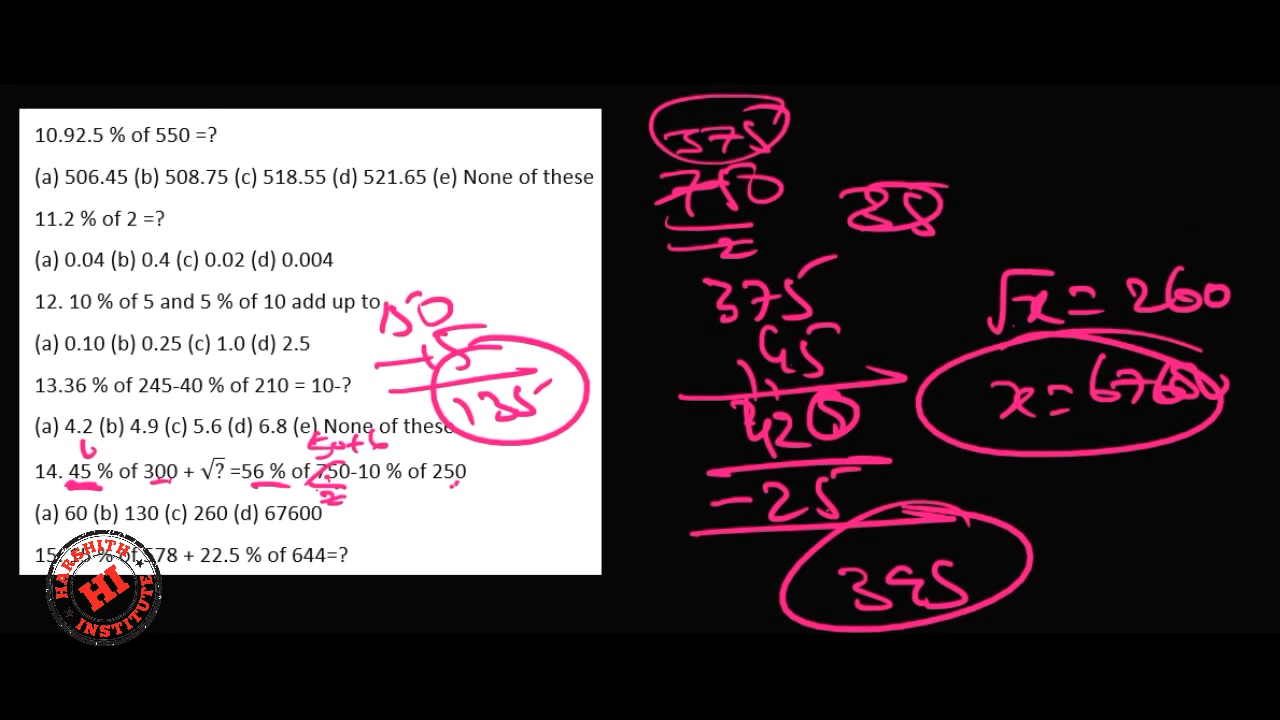 10.92.5 % of 550 =?
(a) 506.45 (b) 508.75 (c) 518.55 (d) 521.65 (e) None of these
11.2 % of 2 =?
(a) 0.04 (b) 0.4 (c) 0.02 (d) 0.004
12. 10 % of 5 and 5 % of 10 add up to
(a) 0.10 (b) 0.25 (c) 1.0 (d) 2.5
13.36 % of 245-40 % of 210 = 10-?
(a) 4.2 (b) 4.9 (c) 5.6 (d) 6.8 (e) None of these
50+6
14. 45 % of 300 + √? =56 % of 750-10 % of 250
2
(a) 60 (b) 130 (c) 260 (d) 67600
15. % of 578 + 22.5 % of 644=?
HARSHITH
HI
INSTITUTE
150
15
135
375
750
2
375
45
420
-25
395
√x = 260
x = 67600